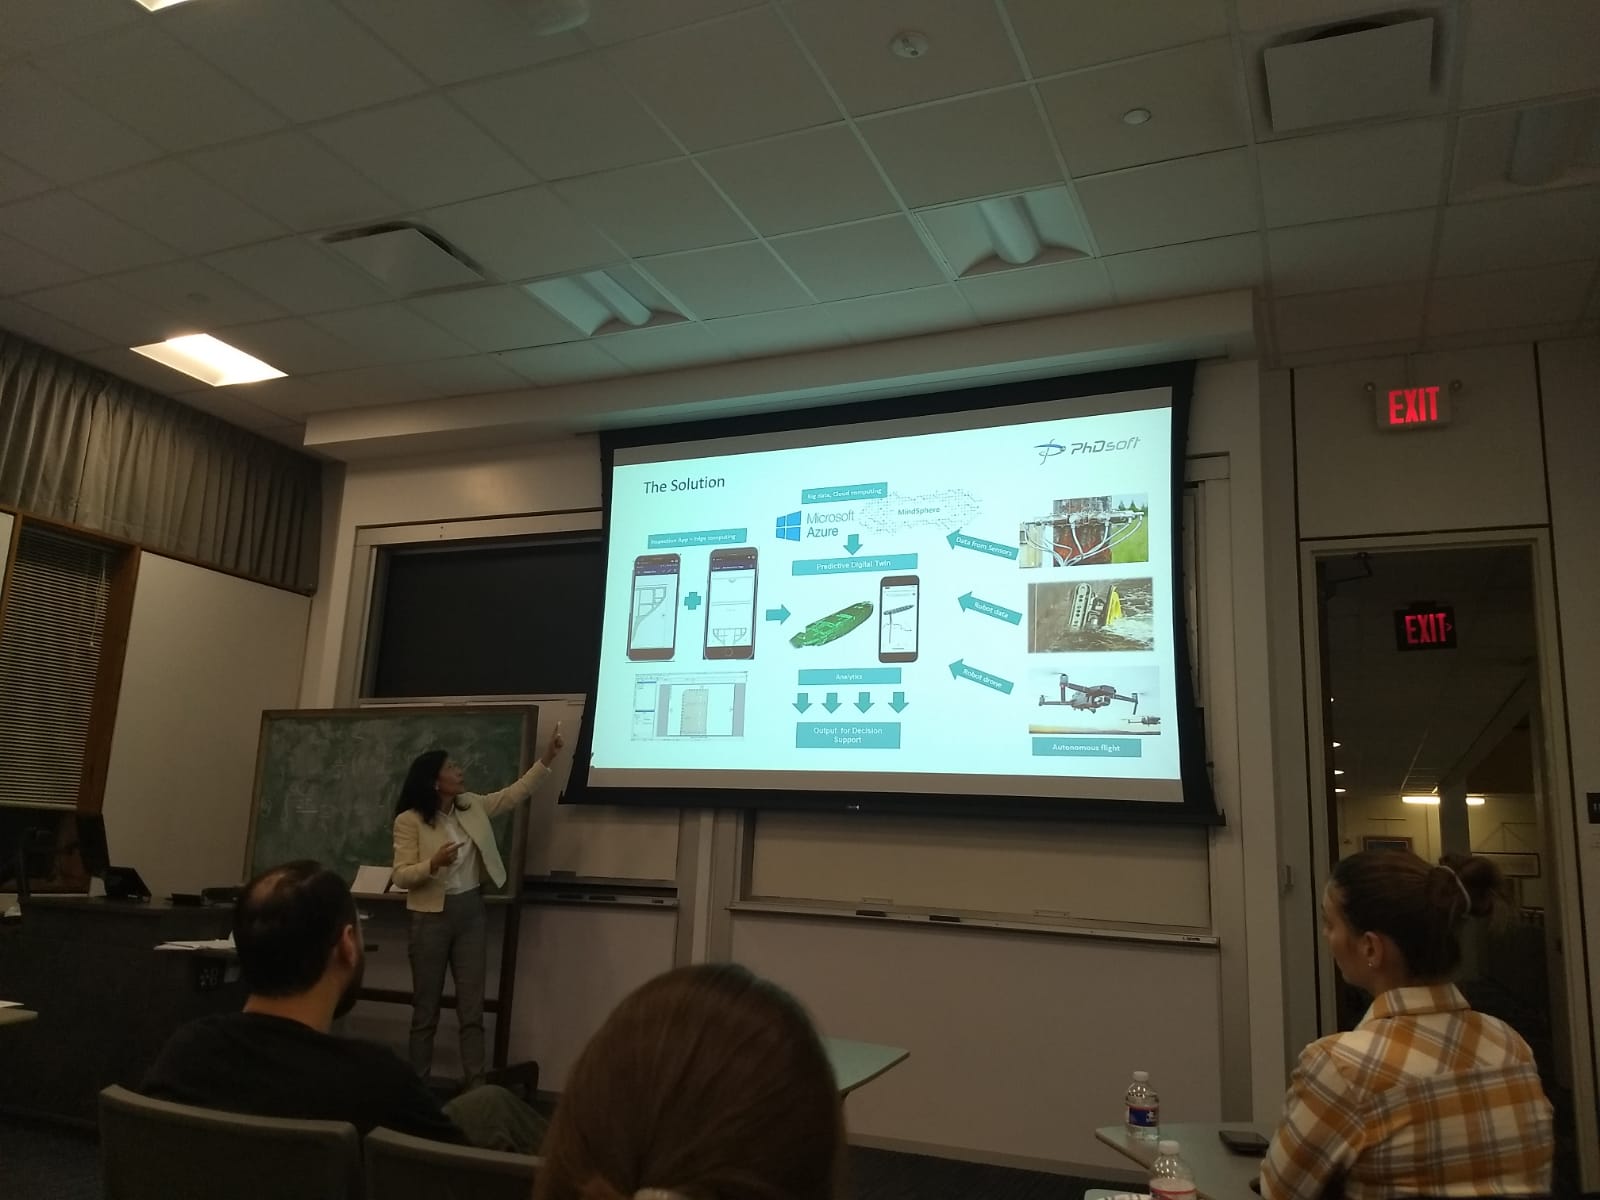 PhDsoft
The Solution
Big data, Cloud computing
Microsoft
Azure
MindSphere
Inspection App – Edge computing
Data from Sensors
Predictive Digital Twin
Robot data
Analytics
Robot drone
Output for Decision
Support
Autonomous flight
EXIT
EXIT